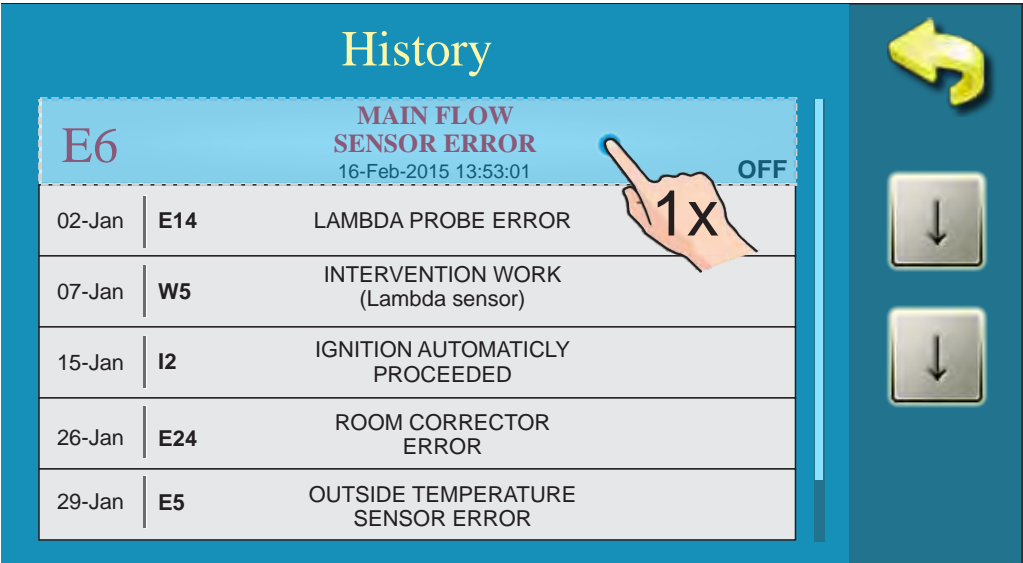 History
E6
MAIN FLOW
SENSOR ERROR
16-Feb-2015 13:53:01
OFF
1x
02-Jan E14 LAMBDA PROBE ERROR
07-Jan W5 INTERVENTION WORK
(Lambda sensor)
15-Jan I2 IGNITION AUTOMATICLY
PROCEEDED
26-Jan E24 ROOM CORRECTOR
ERROR
29-Jan E5 OUTSIDE TEMPERATURE
SENSOR ERROR